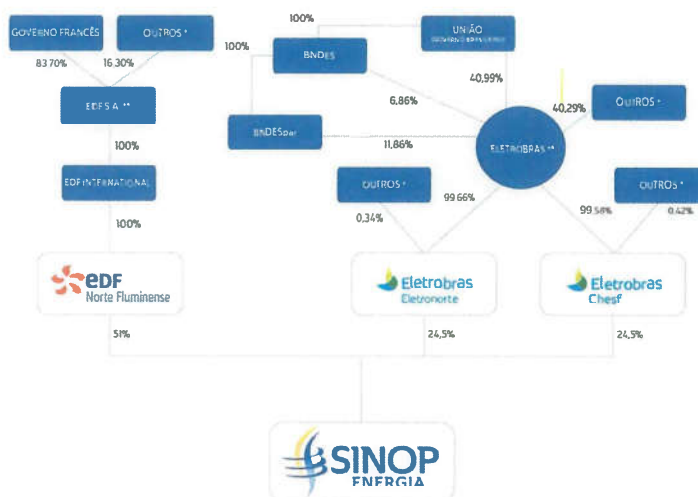 GOVERNO FRANCÊS
OUTROS *
83.70%
16.30%
EDF S.A. **
100%
EDF INTERNATIONAL
100%
eDF
Norte Fluminense
51%
100%
UNIÃO
100%
BNDES
40,99%
6,86%
BNDESpar
11,86%
ELETROBRAS **
40,29%
OUTROS *
OUTROS *
0,34%
99.66%
99.58%
OUTROS *
0,42%
Eletrobras
Eletronorte
24,5%
Eletrobras
Chesf
24,5%
SINOP
ENERGIA